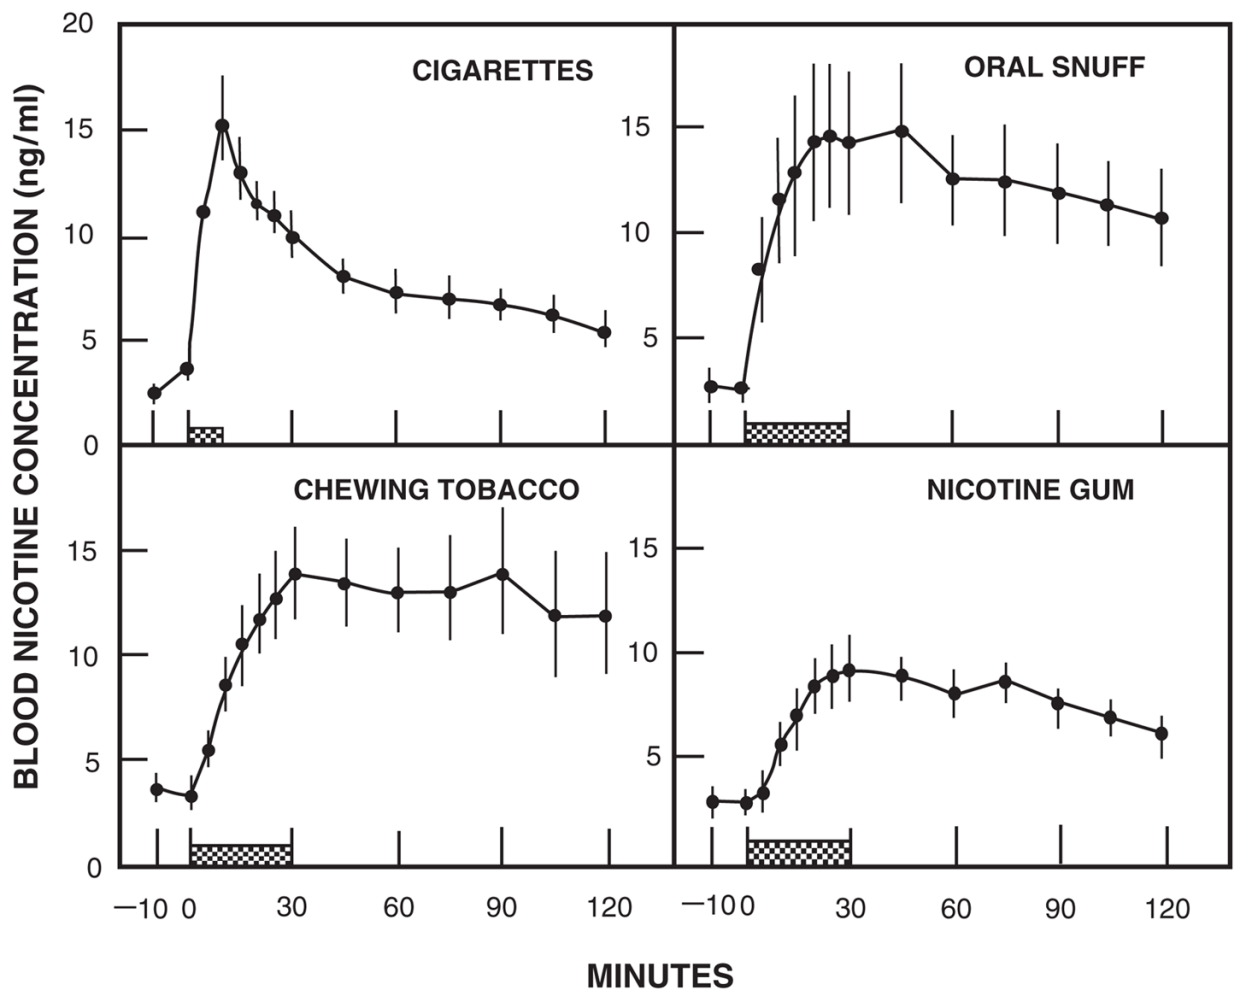 BLOOD NICOTINE CONCENTRATION (ng/ml)
20
CIGARETTES
15
10
5
0
ORAL SNUFF
15
10
5
CHEWING TOBACCO
15
10
5
0
—10 0 30 60 90 120
NICOTINE GUM
15
10
5
—10 0 30 60 90 120
MINUTES